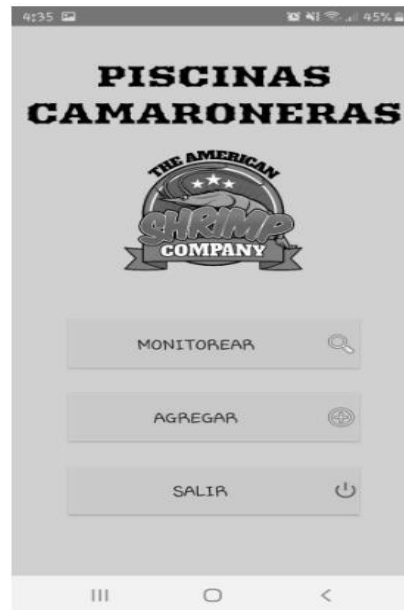 4:35
45%
PISCINAS
CAMARONERAS
THE AMERICAN
SHRIMP
COMPANY
MONITOREAR
AGREGAR
SALIR